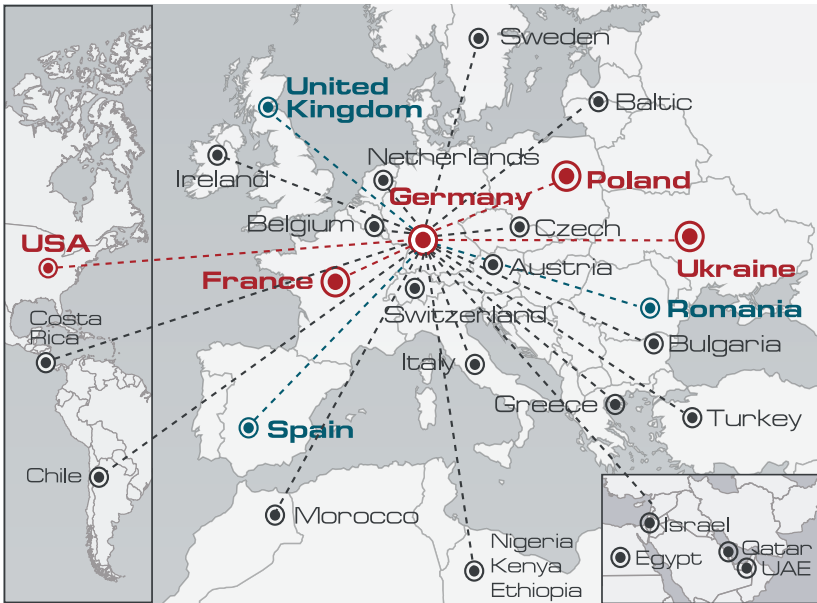 Sweden
United
Kingdom
Baltic
Netherlands
Ireland
Germany
Poland
Belgium
Czech
USA
Ukraine
Austria
France
Switzerland
Romania
Costa
Rica
Bulgaria
Italy
Greece
Turkey
Spain
Chile
Morocco
Israel
Nigeria
Kenya
Ethiopia
Egypt
Qatar
UAE